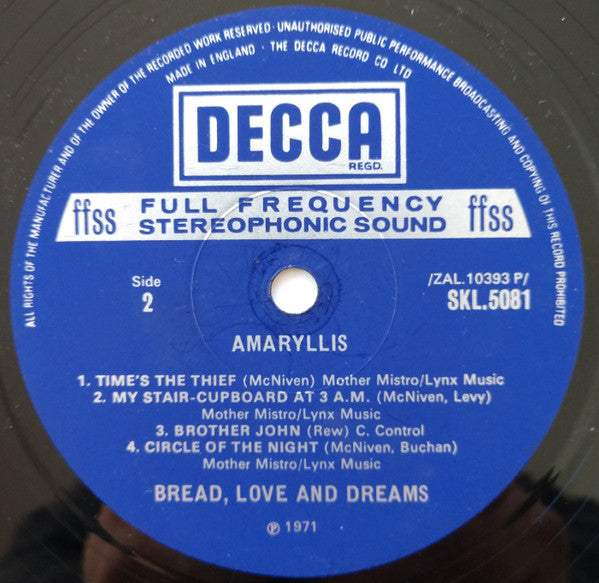 ALL RIGHTS OF THE MANUFACTURER AND OF THE OWNER OF THE RECORDED WORK RESERVED · UNAUTHORISED PUBLIC PERFORMANCE BROADCASTING AND COPYING OF THIS RECORD PROHIBITED
MADE IN ENGLAND · THE DECCA RECORD CO LTD
DECCA
REGD.
ffss FULL FREQUENCY ffss
STEREOPHONIC SOUND
Side /ZAL.10393 P/
2 SKL.5081
AMARYLLIS
1. TIME'S THE THIEF (McNiven) Mother Mistro/Lynx Music
2. MY STAIR-CUPBOARD AT 3 A.M. (McNiven, Levy)
Mother Mistro/Lynx Music
3. BROTHER JOHN (Rew) C. Control
4. CIRCLE OF THE NIGHT (McNiven, Buchan)
Mother Mistro/Lynx Music
BREAD, LOVE AND DREAMS
℗ 1971